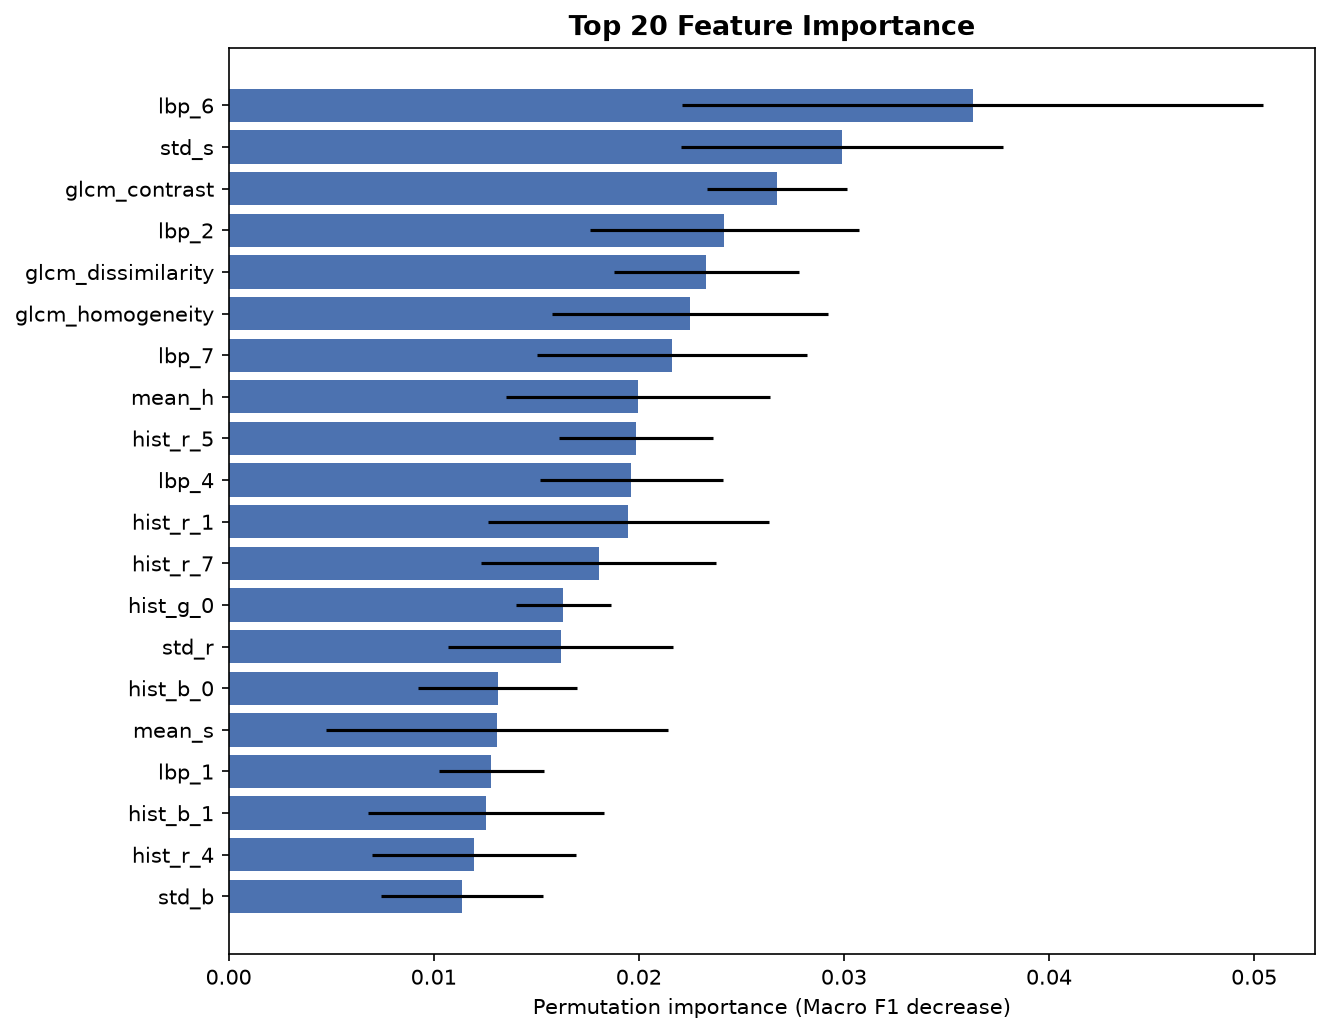 Top 20 Feature Importance
lbp_6
std_s
glcm_contrast
lbp_2
glcm_dissimilarity
glcm_homogeneity
lbp_7
mean_h
hist_r_5
lbp_4
hist_r_1
hist_r_7
hist_g_0
std_r
hist_b_0
mean_s
lbp_1
hist_b_1
hist_r_4
std_b
0.00 0.01 0.02 0.03 0.04 0.05
Permutation importance (Macro F1 decrease)